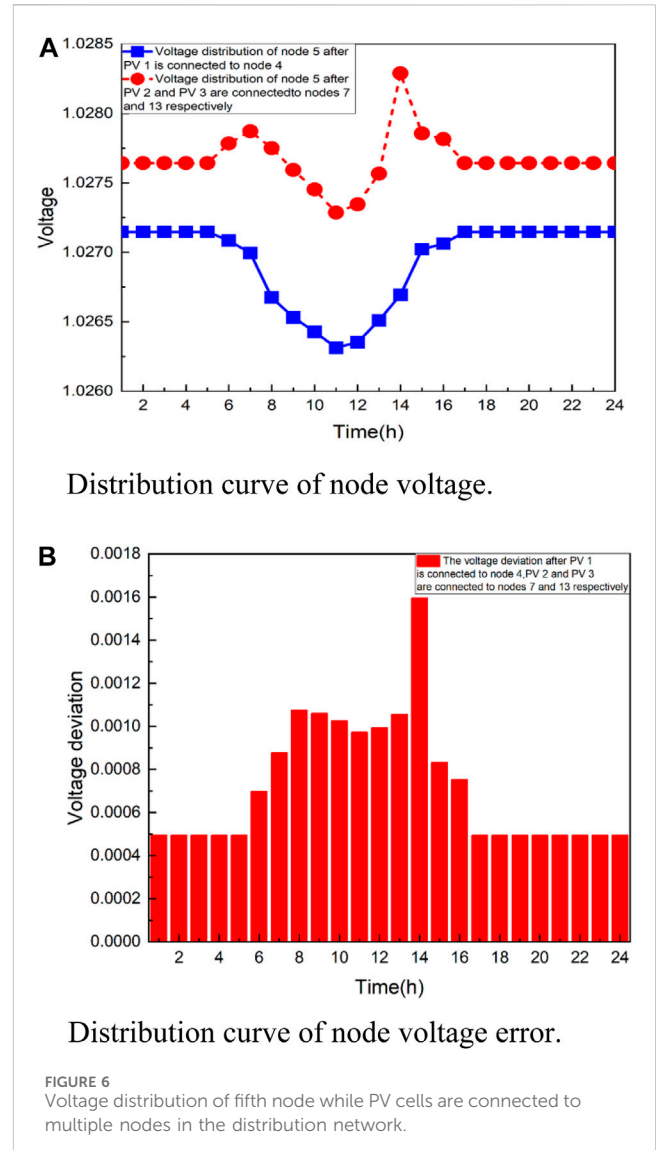 A
1.0285
1.0280
1.0275
1.0270
1.0265
1.0260
Voltage
Voltage distribution of node 5 after
PV 1 is connected to node 4
Voltage distribution of node 5 after
PV 2 and PV 3 are connectedto nodes 7
and 13 respectively
2 4 6 8 10 12 14 16 18 20 22 24
Time(h)
Distribution curve of node voltage.
B
0.0018
0.0016
0.0014
0.0012
0.0010
0.0008
0.0006
0.0004
0.0002
0.0000
Voltage deviation
The voltage deviation after PV 1
is connected to node 4,PV 2 and PV 3
are connected to nodes 7 and 13 respectively
2 4 6 8 10 12 14 16 18 20 22 24
Time(h)
Distribution curve of node voltage error.
FIGURE 6
Voltage distribution of fifth node while PV cells are connected to
multiple nodes in the distribution network.